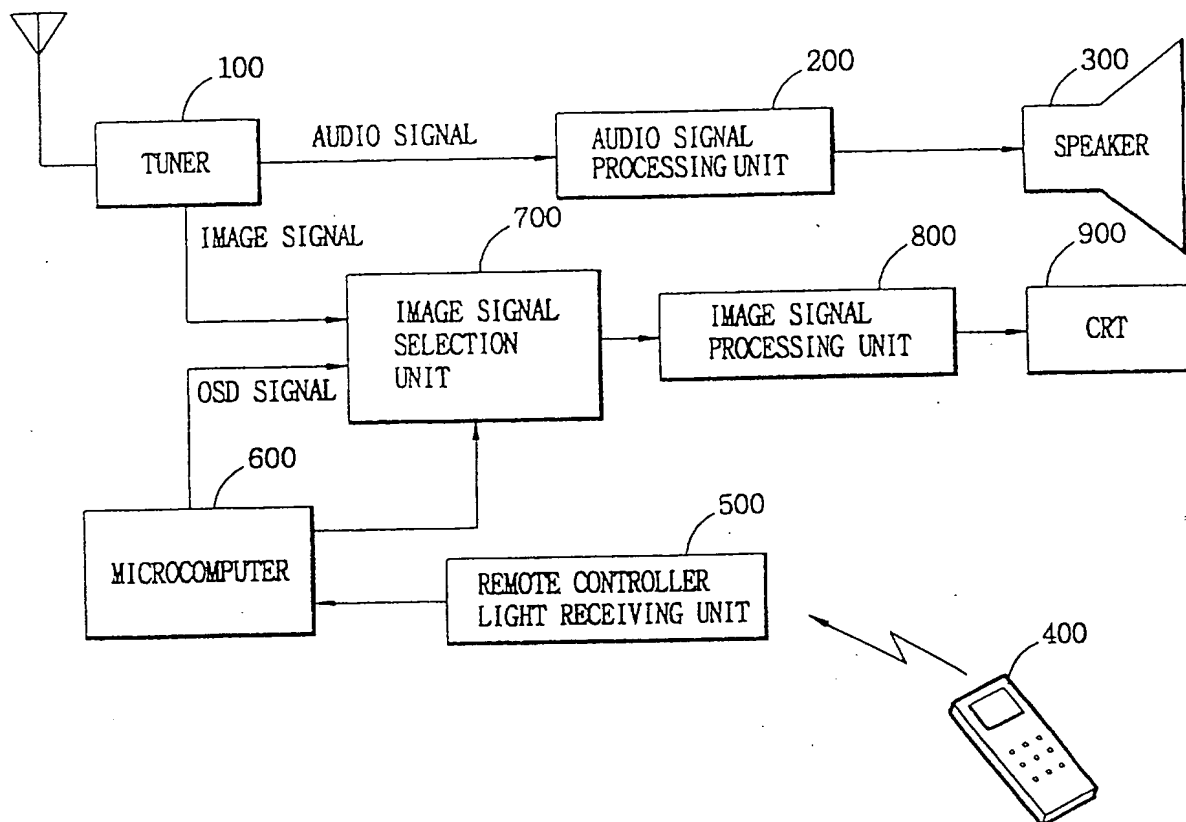 100
200
300
TUNER
AUDIO SIGNAL
AUDIO SIGNAL
PROCESSING UNIT
SPEAKER
IMAGE SIGNAL
700
800
900
IMAGE SIGNAL
SELECTION
UNIT
IMAGE SIGNAL
PROCESSING UNIT
CRT
OSD SIGNAL
600
500
MICROCOMPUTER
REMOTE CONTROLLER
LIGHT RECEIVING UNIT
400